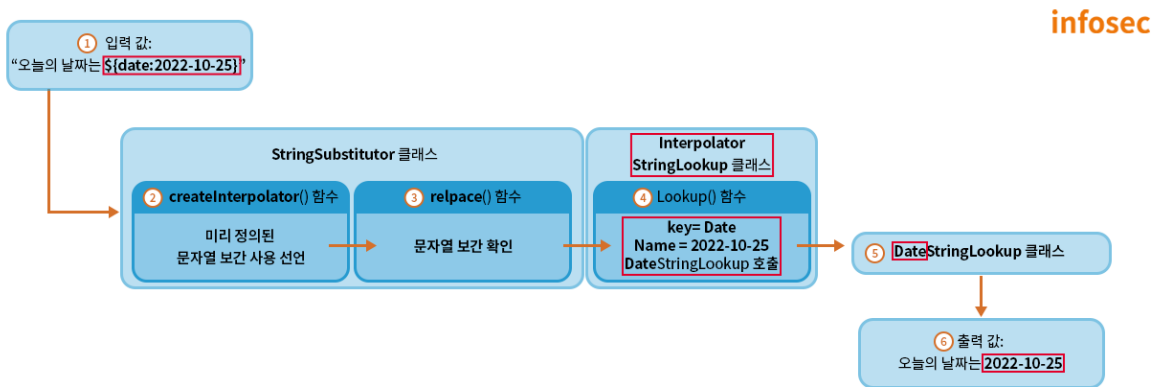 infosec
① 입력 값:
“오늘의 날짜는 ${date:2022-10-25}”
StringSubstitutor 클래스
② createInterpolator() 함수
미리 정의된
문자열 보간 사용 선언
③ relpace() 함수
문자열 보간 확인
Interpolator
StringLookup 클래스
④ Lookup() 함수
key= Date
Name = 2022-10-25
DateStringLookup 호출
⑤ DateStringLookup 클래스
⑥ 출력 값:
오늘의 날짜는 2022-10-25